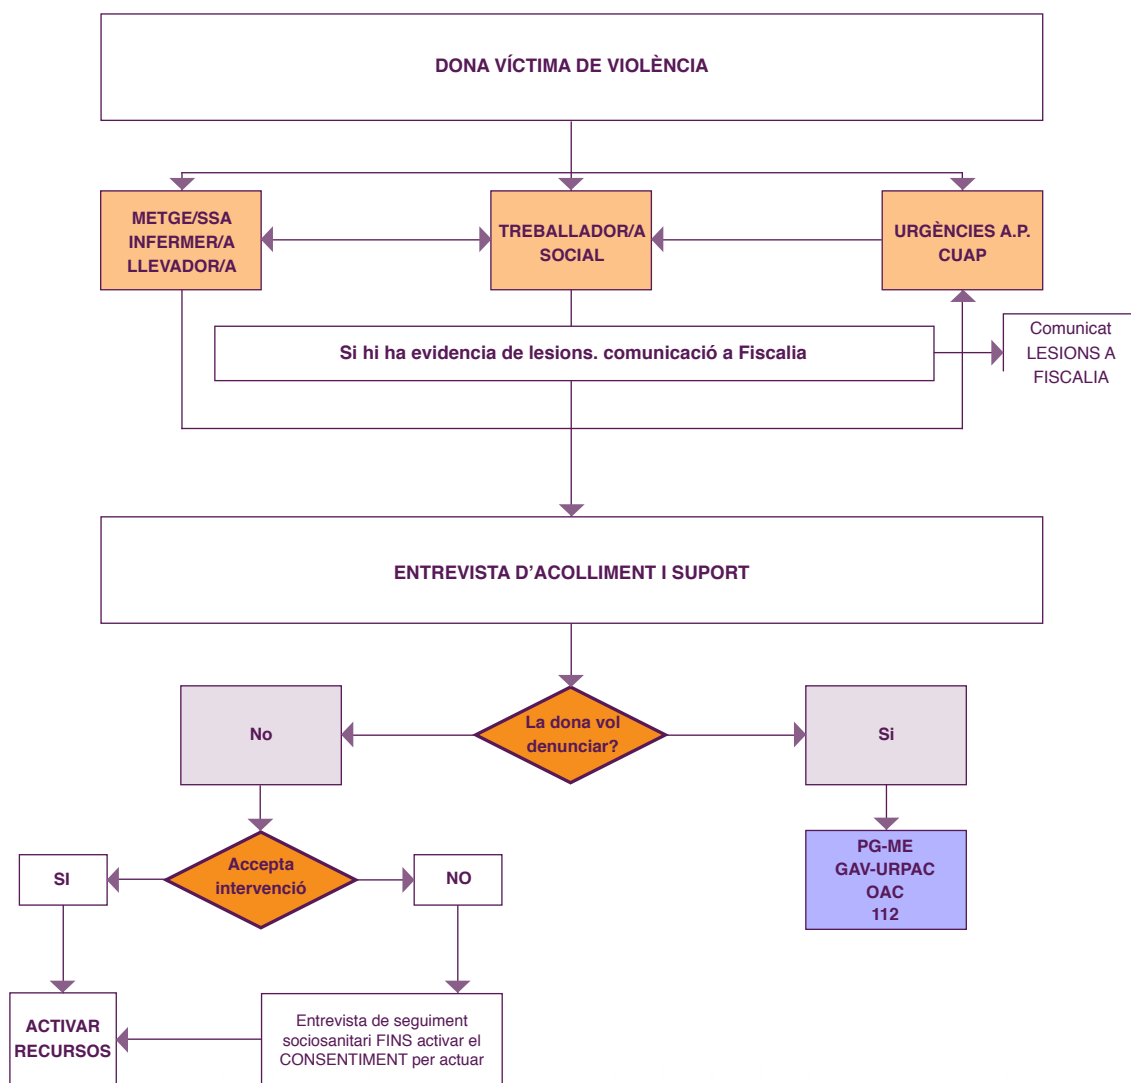 DONA VÍCTIMA DE VIOLÈNCIA
METGE/SSA
INFERMER/A
LLEVADOR/A
TREBALLADOR/A
SOCIAL
URGÈNCIES A.P.
CUAP
Si hi ha evidencia de lesions. comunicació a Fiscalia
Comunicat
LESIONS A
FISCALIA
ENTREVISTA D’ACOLLIMENT I SUPORT
No
La dona vol
denunciar?
Si
SI
Accepta
intervenció
NO
PG-ME
GAV-URPAC
OAC
112
ACTIVAR
RECURSOS
Entrevista de seguiment
sociosanitari FINS activar el
CONSENTIMENT per actuar